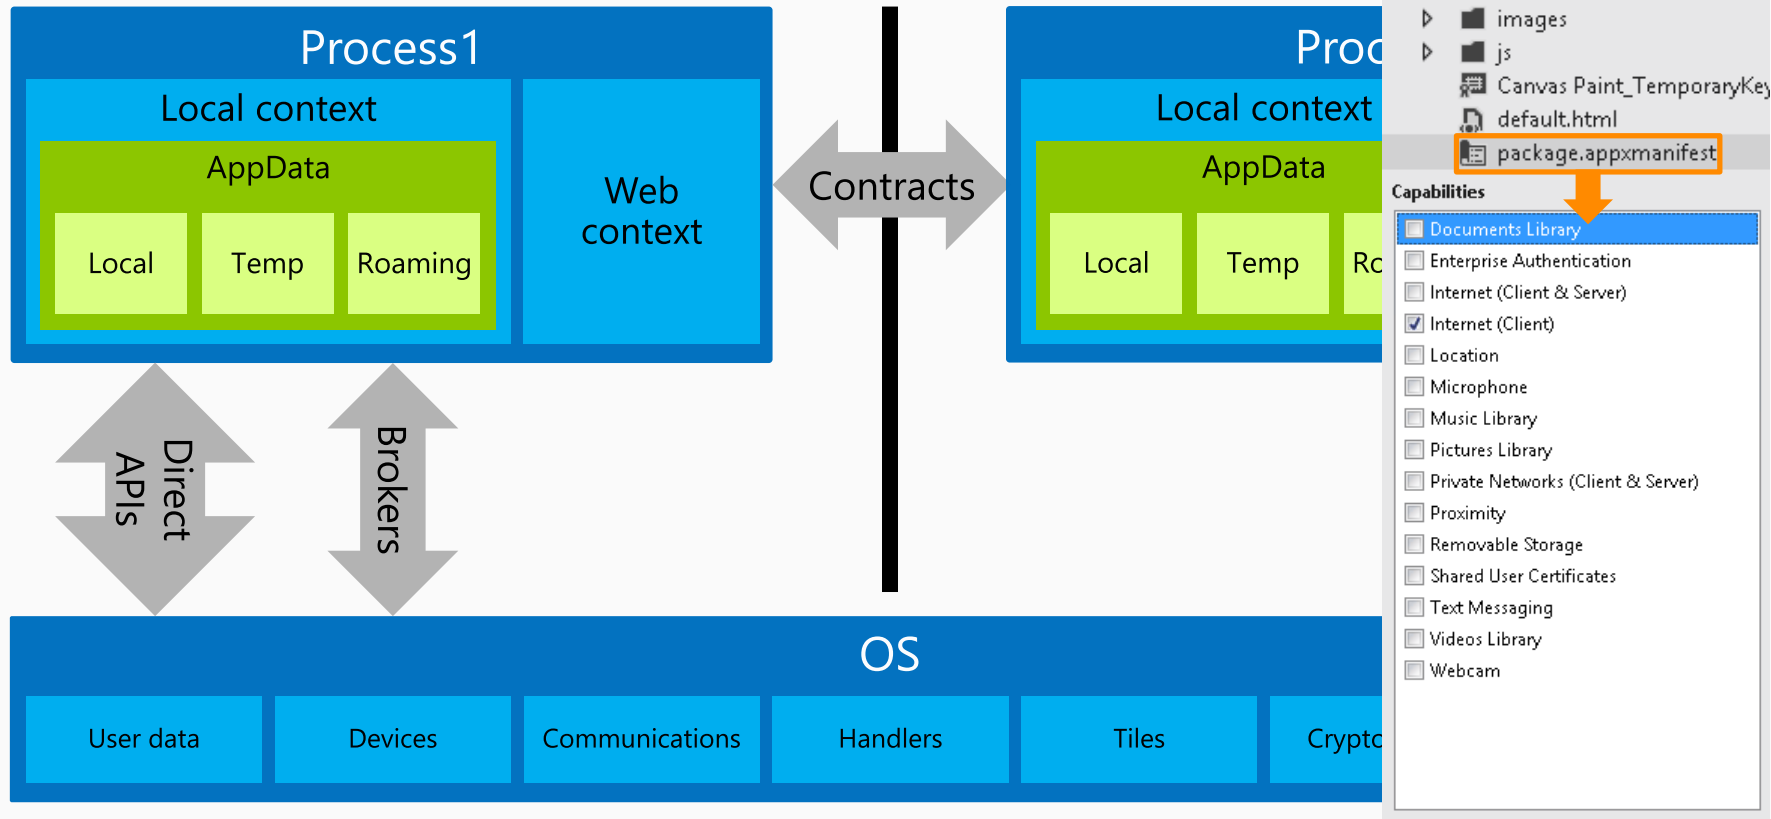 Process1
Local context
AppData
Local
Temp
Roaming
Web
context
Contracts
Proc
Local context
AppData
Local
Temp
Ro
Direct
APIs
Brokers
OS
User data
Devices
Communications
Handlers
Tiles
Crypto
images
js
Canvas Paint_TemporaryKey
default.html
package.appxmanifest
Capabilities
Documents Library
Enterprise Authentication
Internet (Client & Server)
Internet (Client)
Location
Microphone
Music Library
Pictures Library
Private Networks (Client & Server)
Proximity
Removable Storage
Shared User Certificates
Text Messaging
Videos Library
Webcam